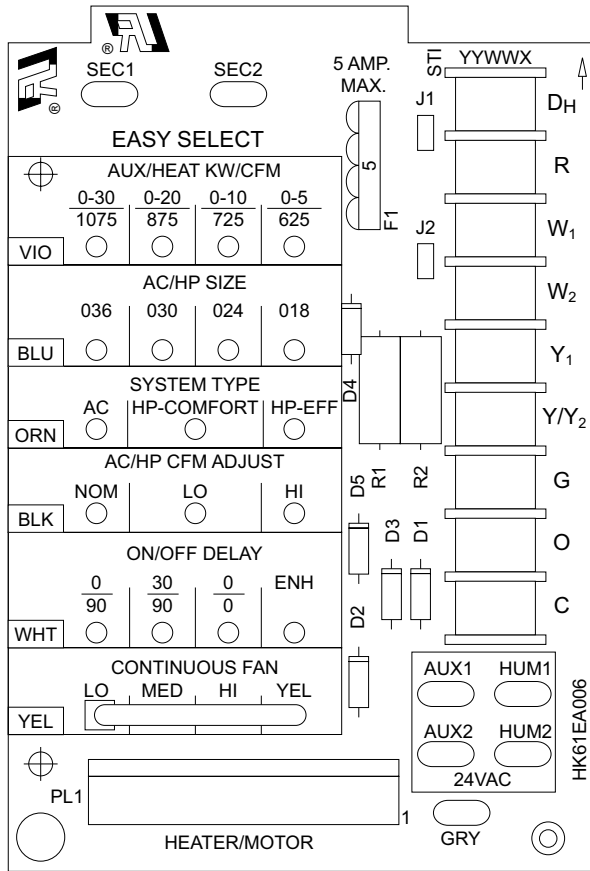 SEC1 SEC2
5 AMP.
MAX.
STI
YYWWX
J1
J2
5
F1
EASY SELECT
AUX/HEAT KW/CFM
0-30 0-20 0-10 0-5
1075 875 725 625
VIO
AC/HP SIZE
036 030 024 018
BLU
SYSTEM TYPE
AC HP-COMFORT HP-EFF
ORN
AC/HP CFM ADJUST
NOM LO HI
BLK
ON/OFF DELAY
0 30 0 ENH
90 90 0
WHT
CONTINUOUS FAN
LO MED HI YEL
YEL
D4
R1
R2
D5
D3
D1
D2
DH
R
W1
W2
Y1
Y/Y2
G
O
C
AUX1 HUM1
AUX2 HUM2
24VAC
HK61EA006
GRY
PL1
1
HEATER/MOTOR
®
®